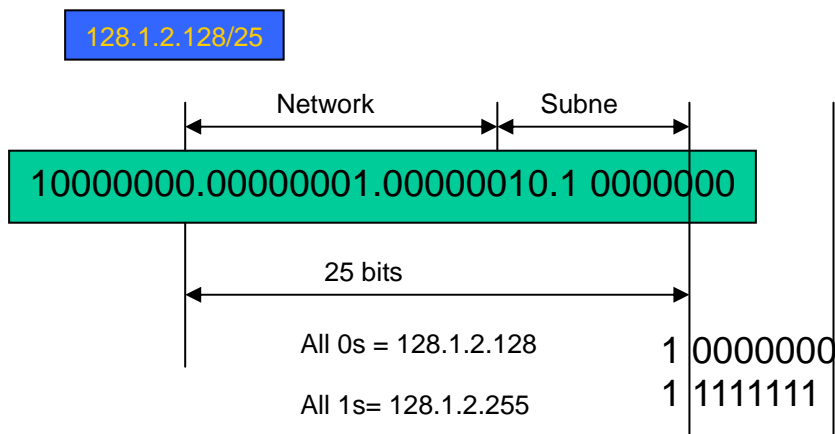 128.1.2.128/25
Network Subne
10000000.00000001.00000010.1 0000000
25 bits
All 0s = 128.1.2.128 1 0000000
All 1s= 128.1.2.255 1 1111111